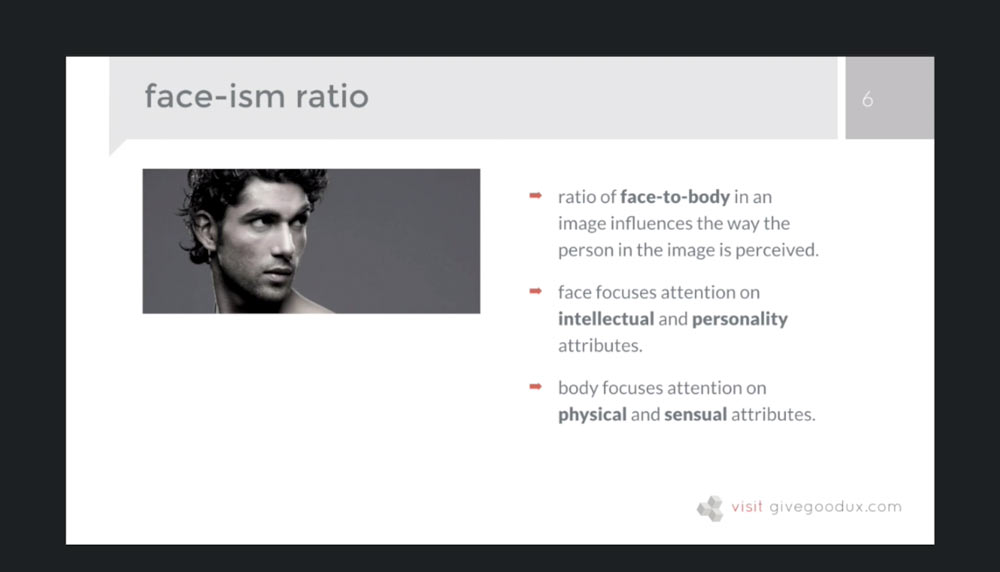 face-ism ratio
6
ratio of face-to-body in an
image influences the way the
person in the image is perceived.
face focuses attention on
intellectual and personality
attributes.
body focuses attention on
physical and sensual attributes.
visit givegoodux.com